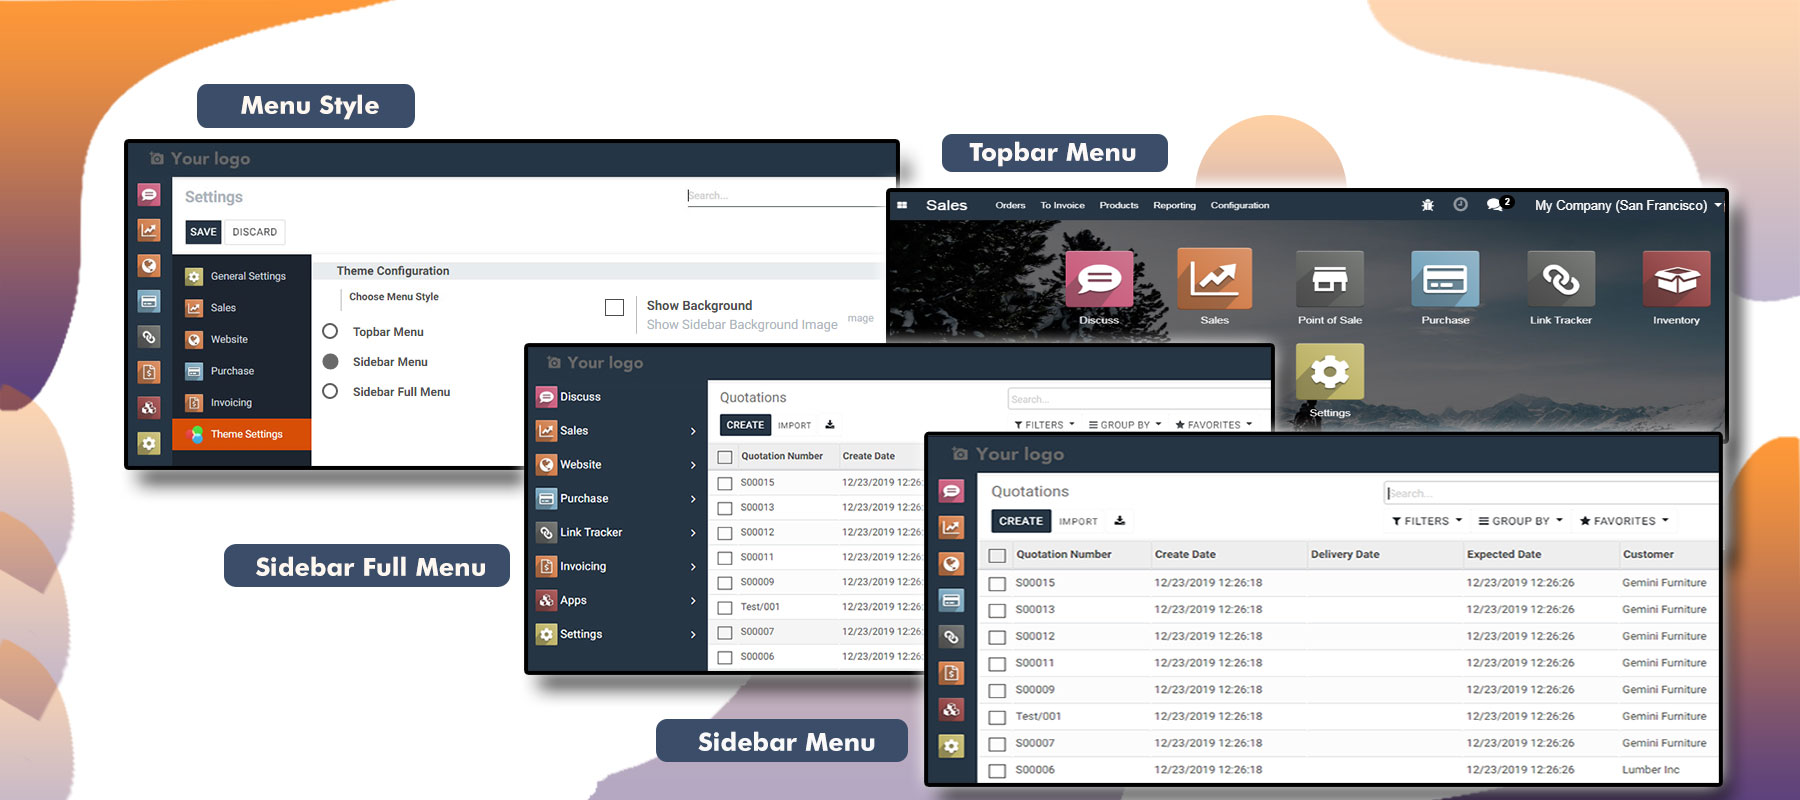 Menu Style
Your logo
Settings
Search...
SAVE DISCARD
General Settings
Sales
Website
Purchase
Invoicing
Theme Settings
Theme Configuration
Choose Menu Style
Topbar Menu
Sidebar Menu
Sidebar Full Menu
Show Background
Show Sidebar Background Image
mage
Topbar Menu
Sales Orders To Invoice Products Reporting Configuration 2 My Company (San Francisco)
Discuss Sales Point of Sale Purchase Link Tracker Inventory
Settings
Sidebar Full Menu
Your logo
Discuss
Sales
Website
Purchase
Link Tracker
Invoicing
Apps
Settings
Quotations
Search...
CREATE IMPORT FILTERS GROUP BY FAVORITES
Quotation Number Create Date
S00015 12/23/2019 12:26:
S00013 12/23/2019 12:26:
S00012 12/23/2019 12:26:
S00011 12/23/2019 12:26:
S00009 12/23/2019 12:26:
Test/001 12/23/2019 12:26:
S00007 12/23/2019 12:26:
S00006 12/23/2019 12:26:
Sidebar Menu
Your logo
Quotations
Search...
CREATE IMPORT FILTERS GROUP BY FAVORITES
Quotation Number Create Date Delivery Date Expected Date Customer
S00015 12/23/2019 12:26:18 12/23/2019 12:26:26 Gemini Furniture
S00013 12/23/2019 12:26:18 12/23/2019 12:26:26 Gemini Furniture
S00012 12/23/2019 12:26:18 12/23/2019 12:26:26 Gemini Furniture
S00011 12/23/2019 12:26:18 12/23/2019 12:26:26 Gemini Furniture
S00009 12/23/2019 12:26:18 12/23/2019 12:26:26 Gemini Furniture
Test/001 12/23/2019 12:26:18 12/23/2019 12:26:26 Gemini Furniture
S00007 12/23/2019 12:26:18 12/23/2019 12:26:26 Gemini Furniture
S00006 12/23/2019 12:26:18 12/23/2019 12:26:26 Lumber Inc